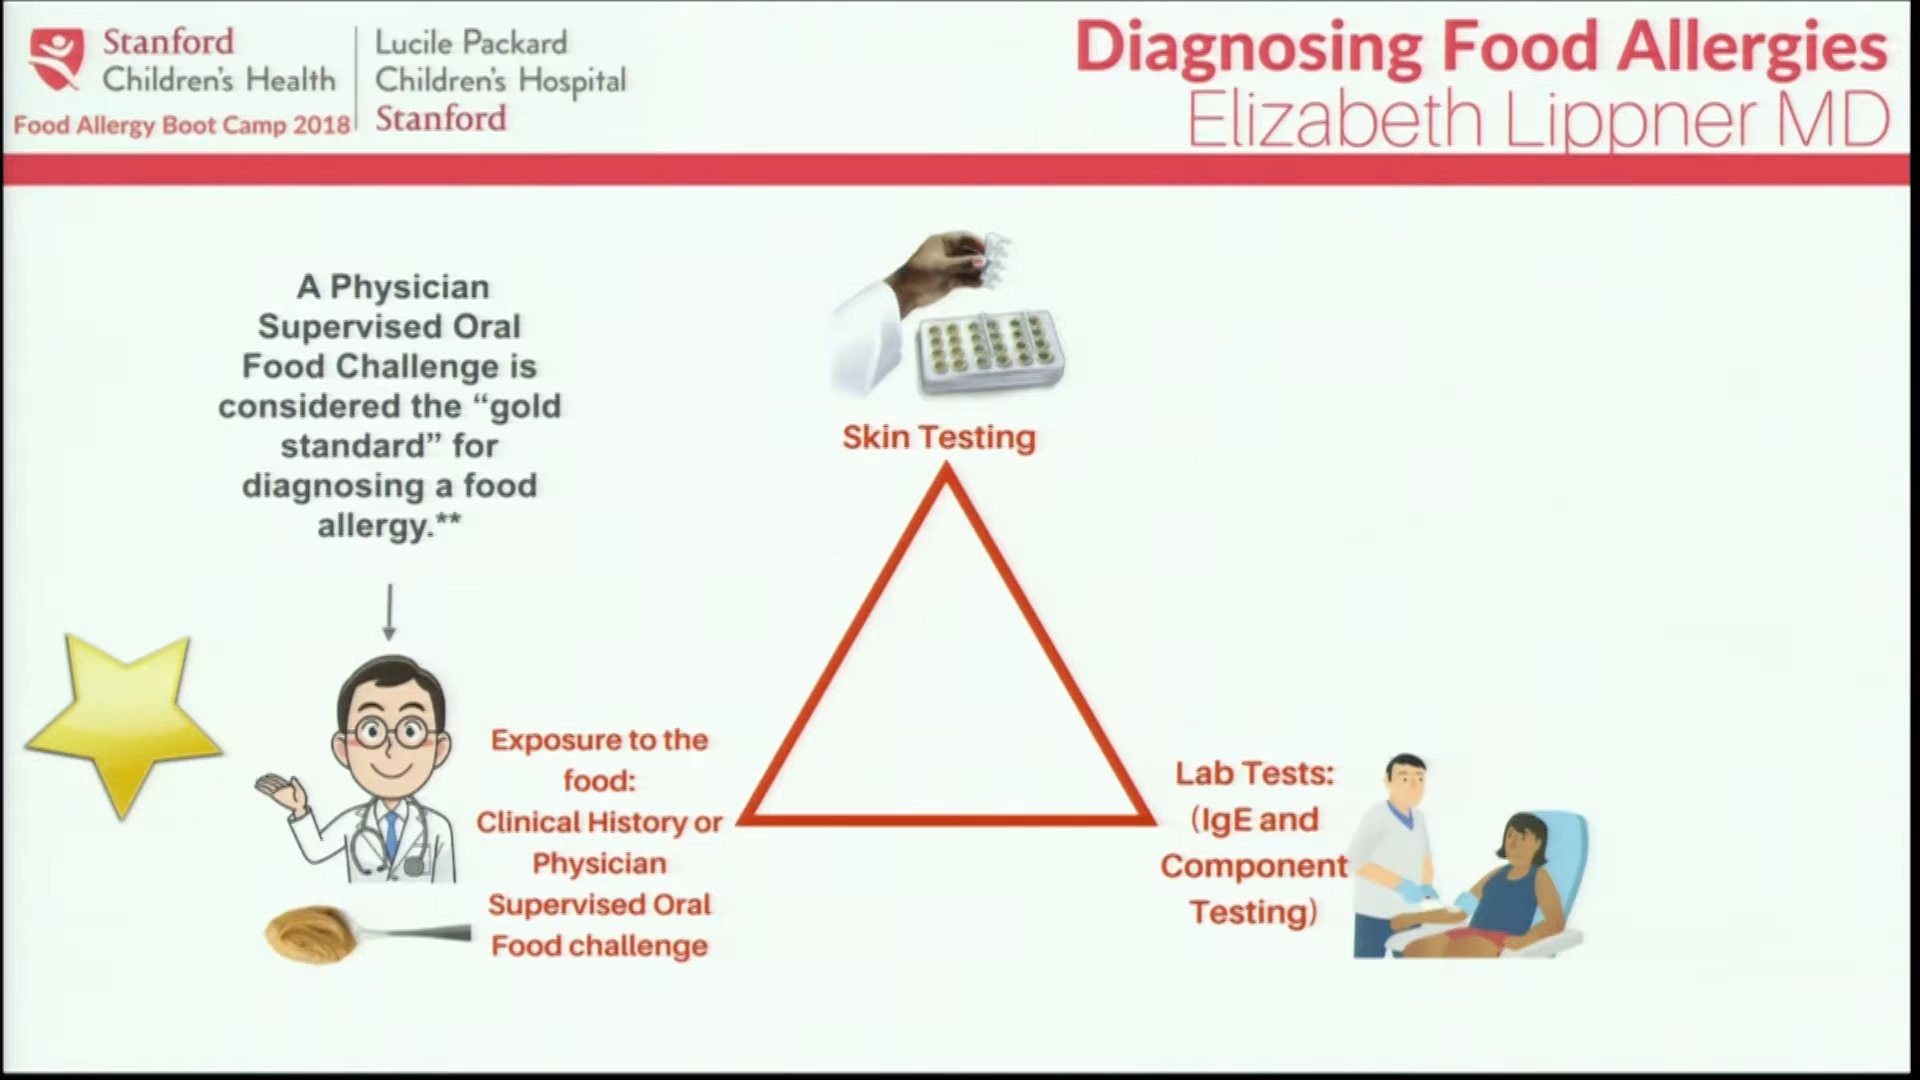 Stanford
Children's Health
Food Allergy Boot Camp 2018
Lucile Packard
Children's Hospital
Stanford
Diagnosing Food Allergies
Elizabeth Lippner MD
A Physician
Supervised Oral
Food Challenge is
considered the “gold
standard” for
diagnosing a food
allergy.**
Skin Testing
Exposure to the
food:
Clinical History or
Physician
Supervised Oral
Food challenge
Lab Tests:
(IgE and
Component
Testing)